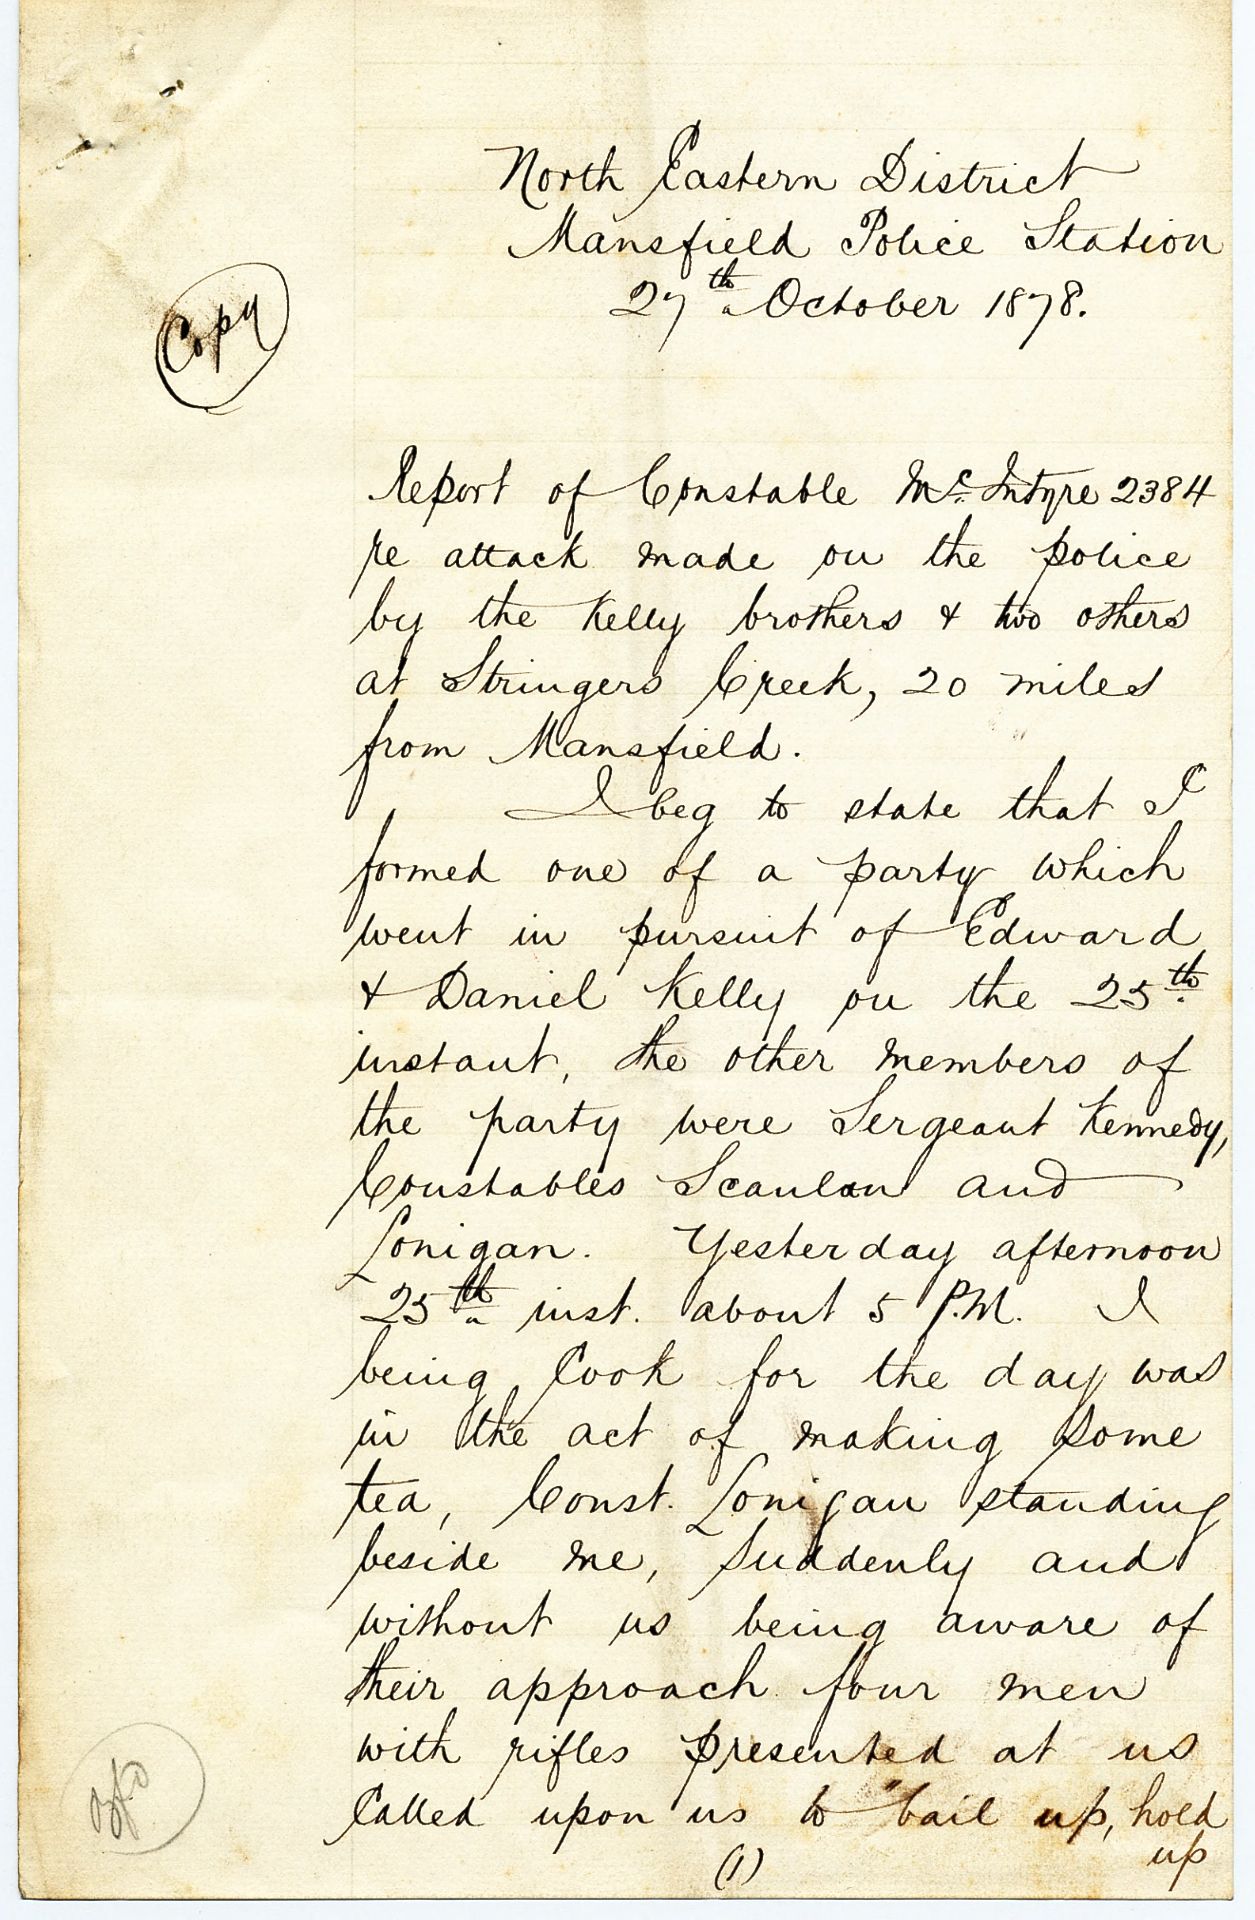 North Eastern District
Mansfield Police Station
27th October 1878.
Copy
Report of Constable McIntyre 2384
re attack made on the police
by the Kelly brothers & two others
at Stringers Creek, 20 miles
from Mansfield.
I beg to state that I
formed one of a party which
went in pursuit of Edward
& Daniel Kelly on the 25th
instant, the other members of
the party were Sergeant Kennedy,
Constables Scanlan and
Lonigan. Yesterday afternoon
25th inst. about 5 P.M. I
being Cook for the day was
in the act of making some
tea, Const. Lonigan standing
beside me, Suddenly and
without us being aware of
their approach four men
with rifles presented at us
Called upon us to "bail up, hold
up
(1)